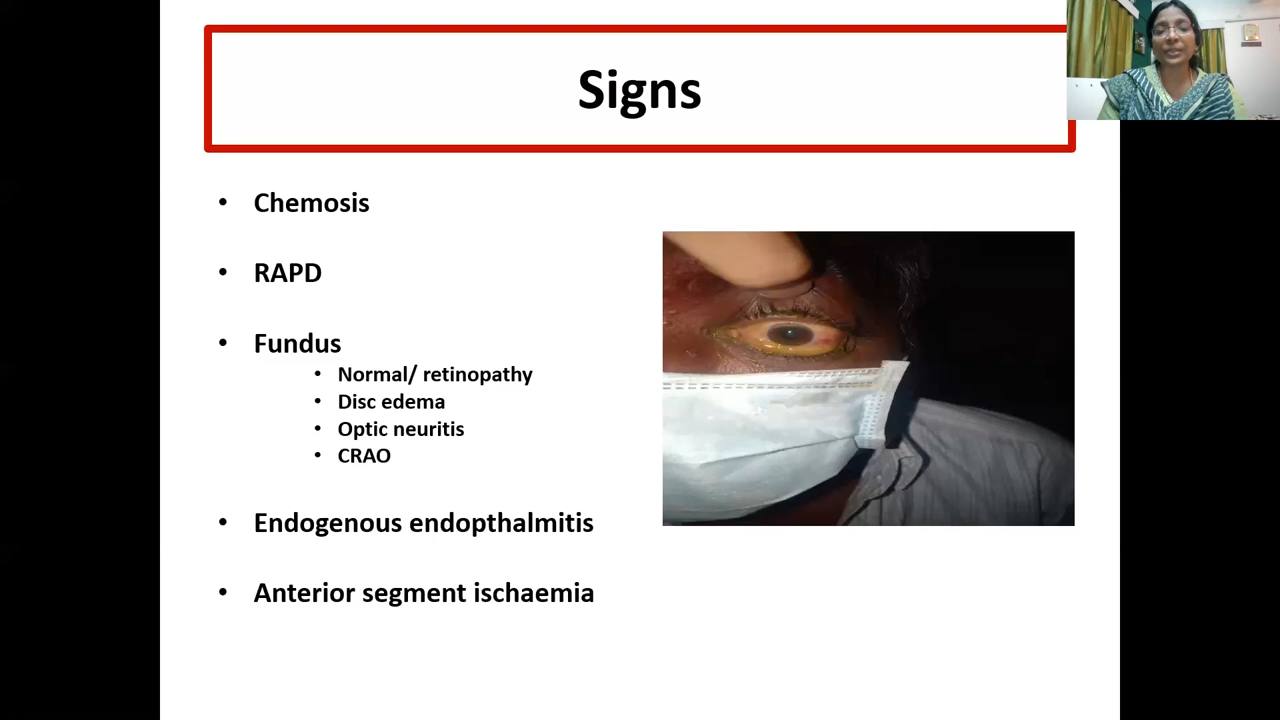 Signs
• Chemosis
• RAPD
• Fundus
• Normal/ retinopathy
• Disc edema
• Optic neuritis
• CRAO
• Endogenous endopthalmitis
• Anterior segment ischaemia